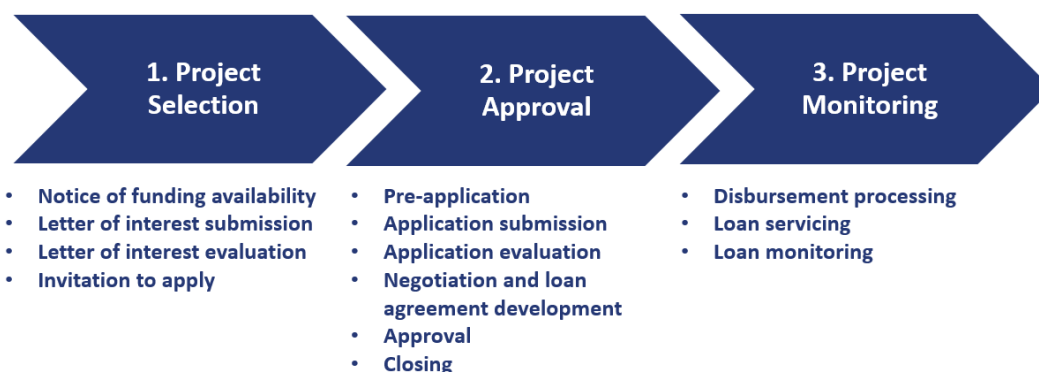 1. Project
Selection
• Notice of funding availability
• Letter of interest submission
• Letter of interest evaluation
• Invitation to apply
2. Project
Approval
• Pre-application
• Application submission
• Application evaluation
• Negotiation and loan
agreement development
• Approval
• Closing
3. Project
Monitoring
• Disbursement processing
• Loan servicing
• Loan monitoring